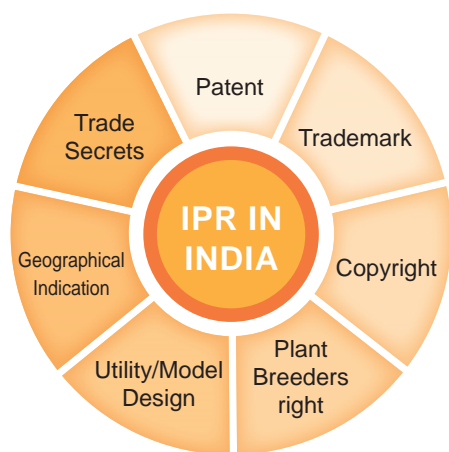 Patent
Trademark
Copyright
Plant
Breeders
right
Utility/Model
Design
Geographical
Indication
Trade
Secrets
IPR IN
INDIA